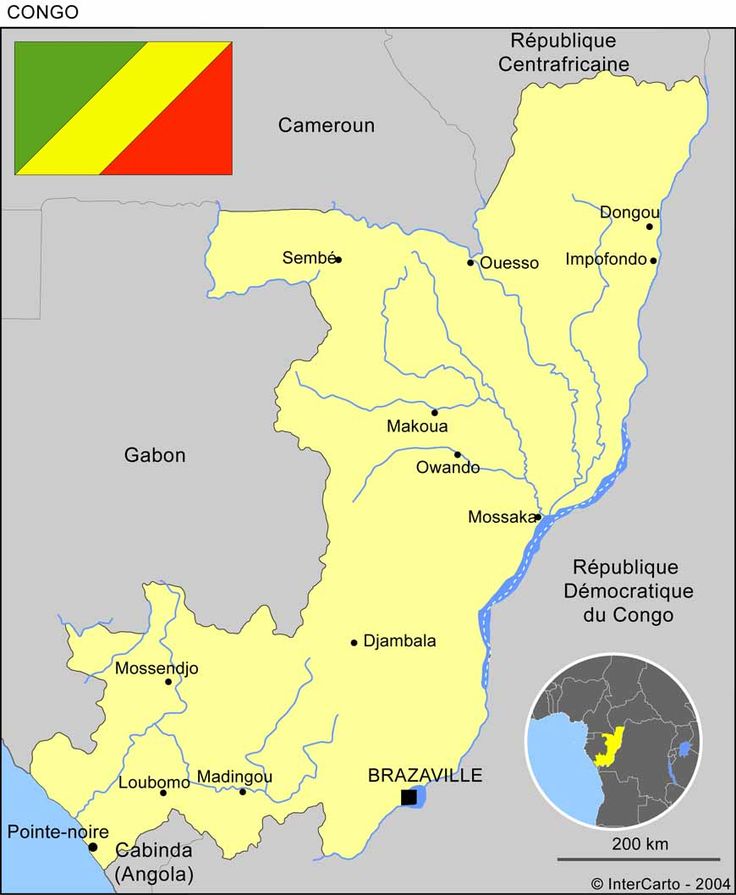 CONGO
République
Centrafricaine
Cameroun
Dongou
Sembé
Ouesso
Impofondo
Makoua
Gabon
Owando
Mossaka
République
Démocratique
du Congo
Djambala
Mossendjo
BRAZAVILLE
Loubomo
Madingou
Pointe-noire
Cabinda
(Angola)
200 km
© InterCarto - 2004